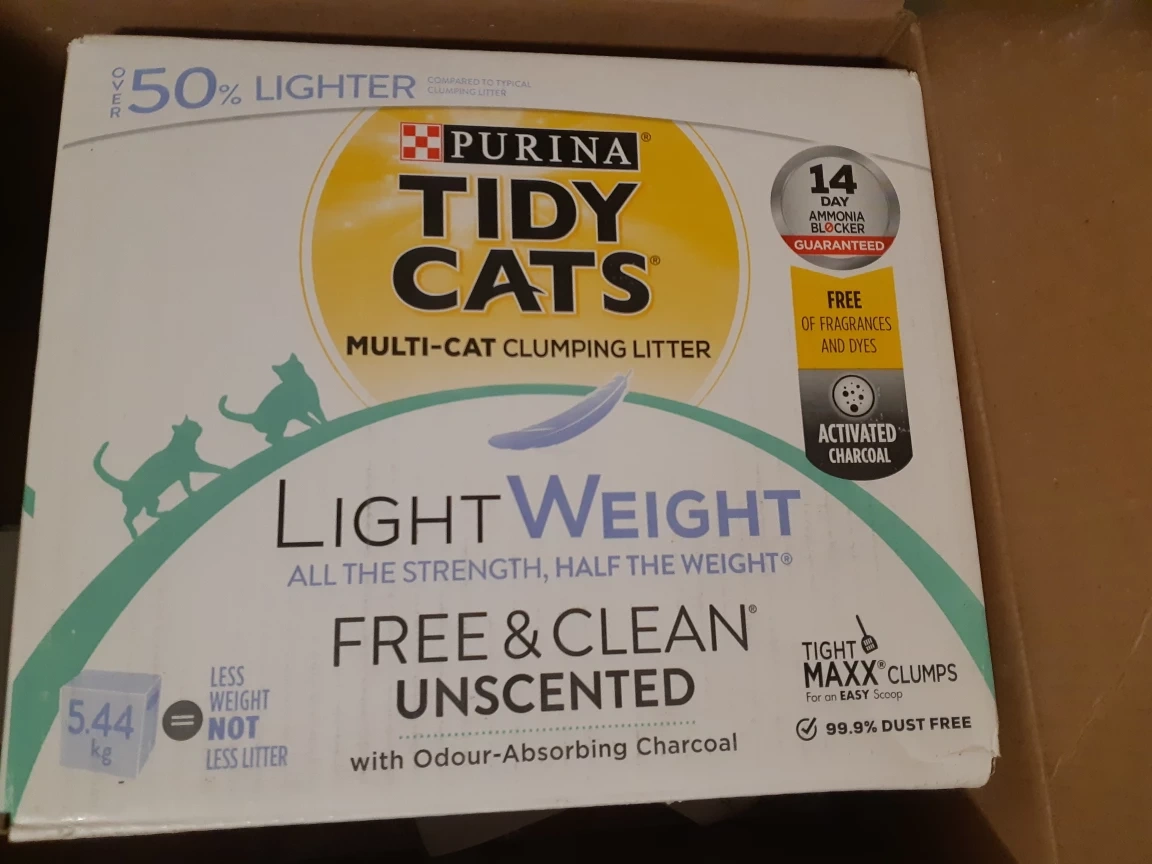 OVER 50% LIGHTER
COMPARED TO TYPICAL
CLUMPING LITTER
PURINA®
TIDY
CATS®
MULTI-CAT CLUMPING LITTER
14
DAY
AMMONIA
BLOCKER
GUARANTEED
FREE
OF FRAGRANCES
AND DYES
ACTIVATED
CHARCOAL
LIGHTWEIGHT
ALL THE STRENGTH, HALF THE WEIGHT®
FREE & CLEAN®
UNSCENTED
with Odour-Absorbing Charcoal
5.44
kg
=
LESS
WEIGHT
NOT
LESS LITTER
TIGHT
MAXX® CLUMPS
For an EASY Scoop
99.9% DUST FREE